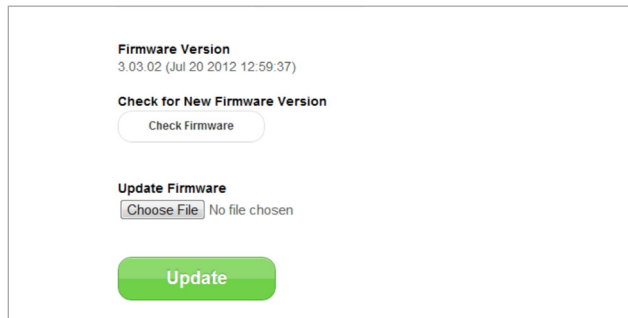 Firmware Version
3.03.02 (Jul 20 2012 12:59:37)
Check for New Firmware Version
Check Firmware
Update Firmware
Choose File No file chosen
Update